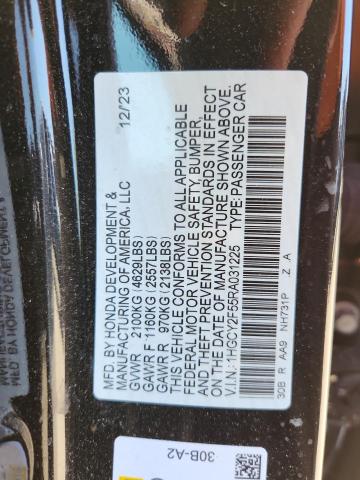 MFD. BY HONDA DEVELOPMENT & 12/23
MANUFACTURING OF AMERICA, LLC
GVWR 2100KG (4629LBS)
GAWR F 1160KG (2557LBS)
GAWR R 970KG (2138LBS)
THIS VEHICLE CONFORMS TO ALL APPLICABLE
FEDERAL MOTOR VEHICLE SAFETY, BUMPER,
AND THEFT PREVENTION STANDARDS IN EFFECT
ON THE DATE OF MANUFACTURE SHOWN ABOVE.
V.I.N.: 1HGCY2F55RA031225 TYPE: PASSENGER CAR
30B R AA9 NH731P Z A
30B-A2